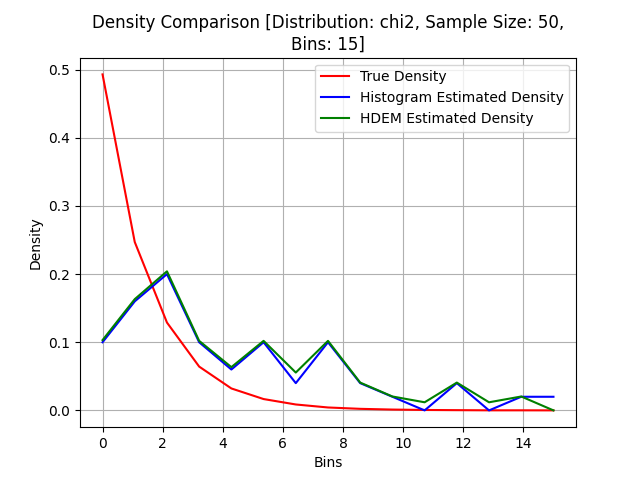 Density Comparison [Distribution: chi2, Sample Size: 50,
Bins: 15]
True Density
Histogram Estimated Density
HDEM Estimated Density
Density
0.5
0.4
0.3
0.2
0.1
0.0
0 2 4 6 8 10 12 14
Bins